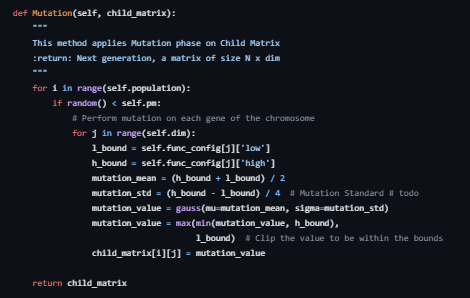 def Mutation(self, child_matrix):
    """
    This method applies Mutation phase on Child Matrix
    :return: Next generation, a matrix of size N x dim
    """
    for i in range(self.population):
        if random() < self.pm:
            # Perform mutation on each gene of the chromosome
            for j in range(self.dim):
                l_bound = self.func_config[j]['low']
                h_bound = self.func_config[j]['high']
                mutation_mean = (h_bound + l_bound) / 2
                mutation_std = (h_bound - l_bound) / 4  # Mutation Standard # todo
                mutation_value = gauss(mu=mutation_mean, sigma=mutation_std)
                mutation_value = max(min(mutation_value, h_bound),
                                     l_bound)  # Clip the value to be within the bounds
                child_matrix[i][j] = mutation_value
    return child_matrix